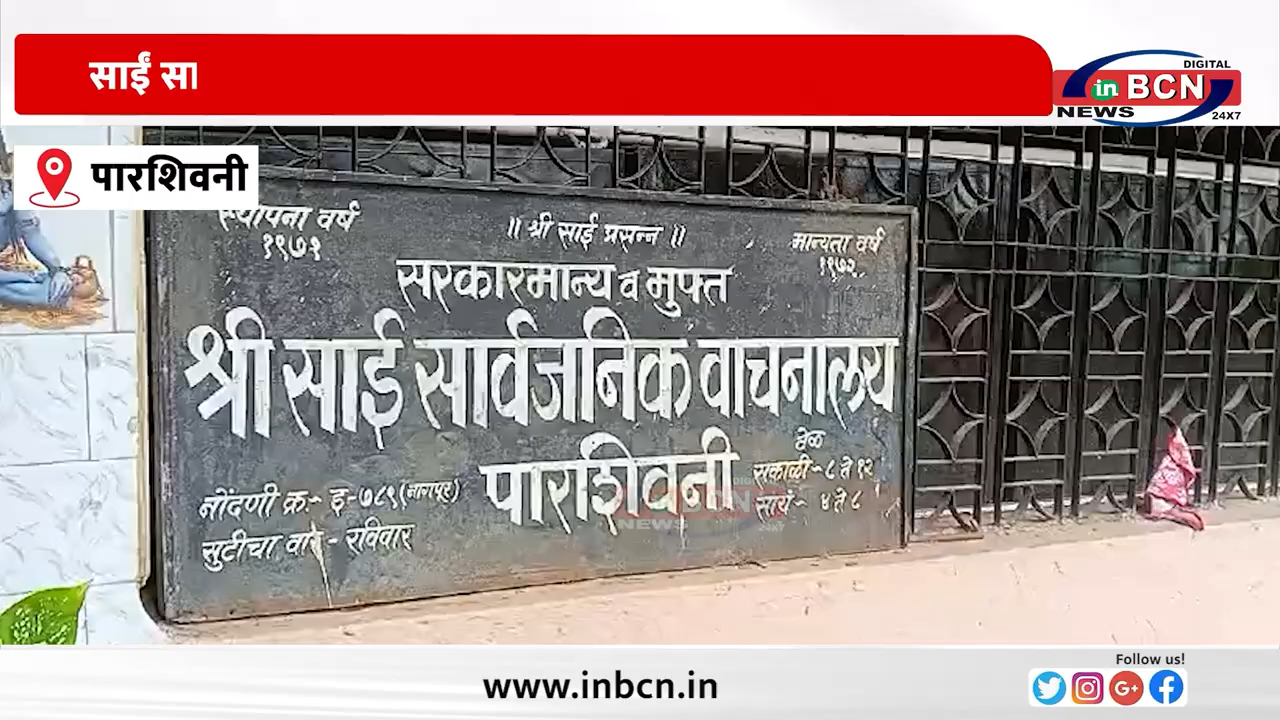 साईं सा
DIGITAL
in BCN
NEWS 24X7
पारशिवनी
स्थापना वर्ष
१९७१
॥ श्री साई प्रसन्न ॥
मान्यता वर्ष
१९७२
सरकारमान्य व मुफ्त
श्री साई सार्वजनिक वाचनालय
पारशिवनी
वेळ
सकाळी - ८ ते १२
सायं - ४ ते ८
नोंदणी क्र.- इ-७८९ (नागपूर)
सुटीचा वार - रविवार
www.inbcn.in
Follow us!